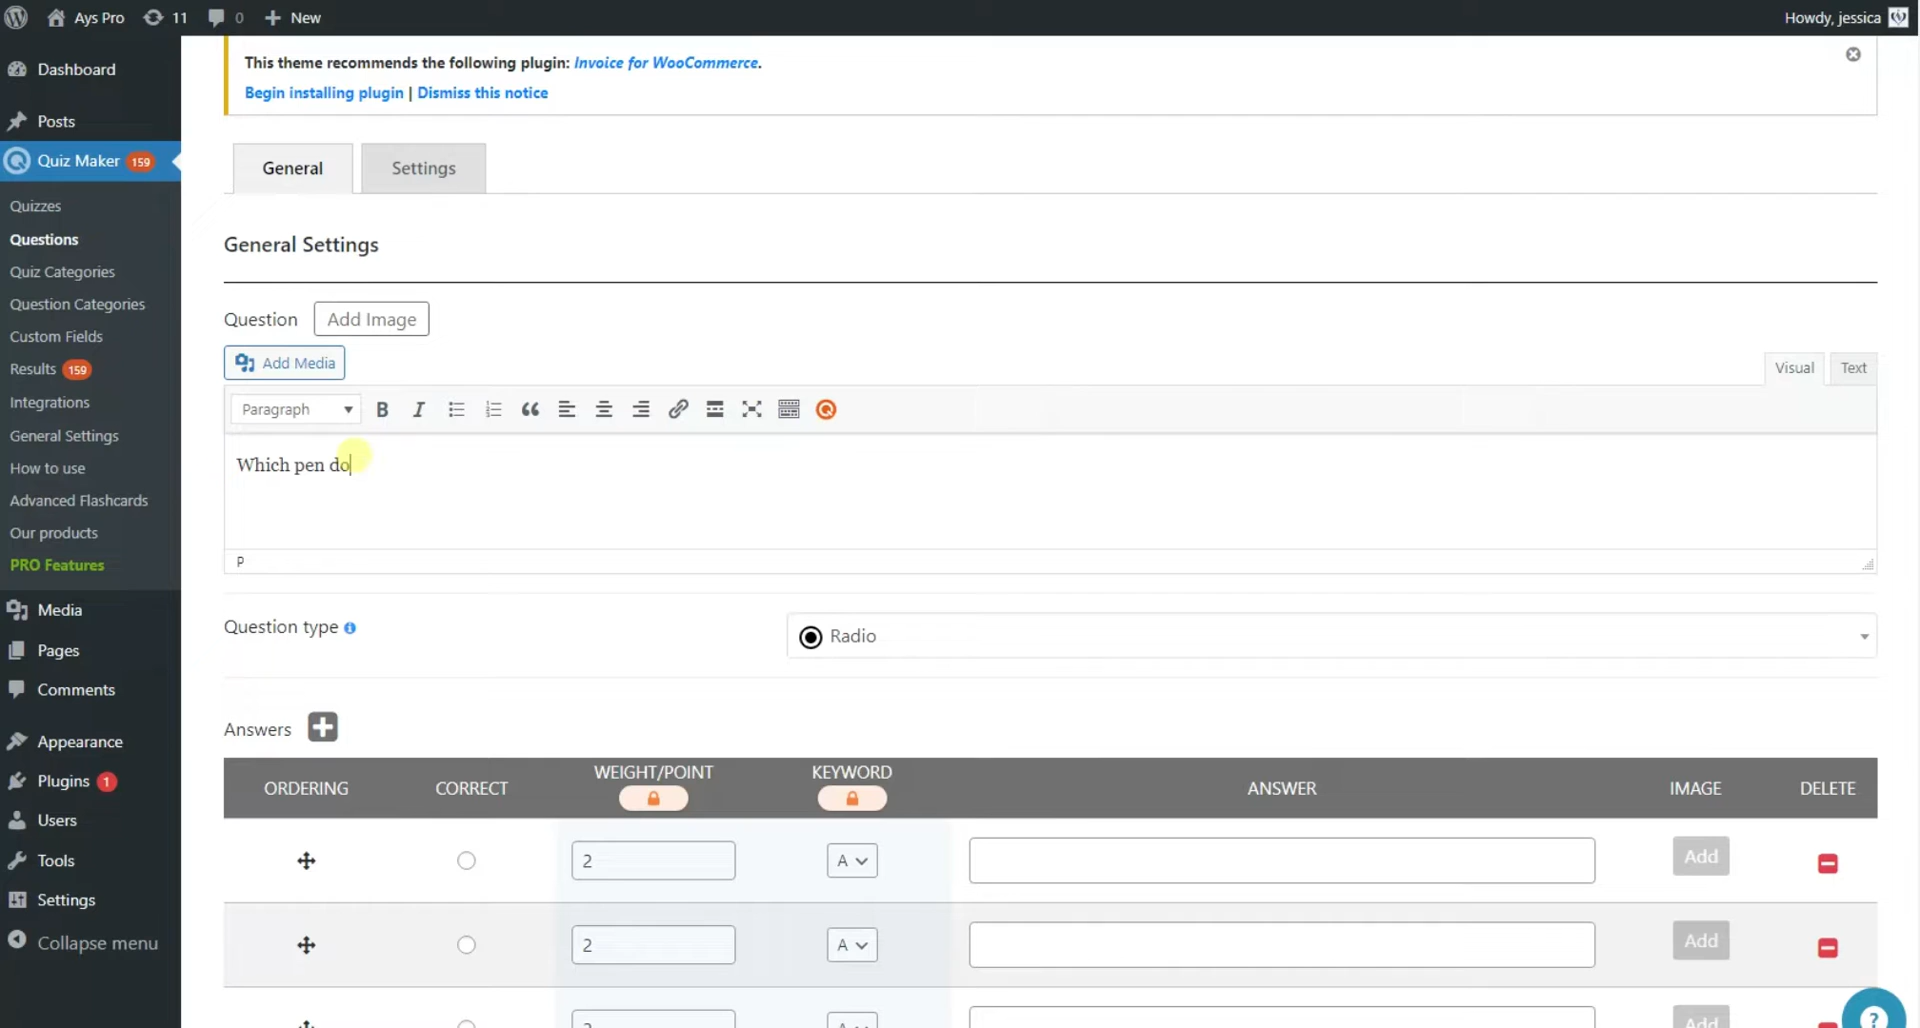 Ays Pro 11 0 New Howdy, jessica
Dashboard
Posts
Quiz Maker 159
Quizzes
Questions
Quiz Categories
Question Categories
Custom Fields
Results 159
Integrations
General Settings
How to use
Advanced Flashcards
Our products
PRO Features
Media
Pages
Comments
Appearance
Plugins 1
Users
Tools
Settings
Collapse menu
This theme recommends the following plugin: Invoice for WooCommerce.
Begin installing plugin | Dismiss this notice
General Settings
General Settings
Question Add Image
Add Media Visual Text
Paragraph B I
Which pen do
P
Question type Radio
Answers
ORDERING CORRECT WEIGHT/POINT KEYWORD ANSWER IMAGE DELETE
2 A Add
2 A Add
2 A Add
?